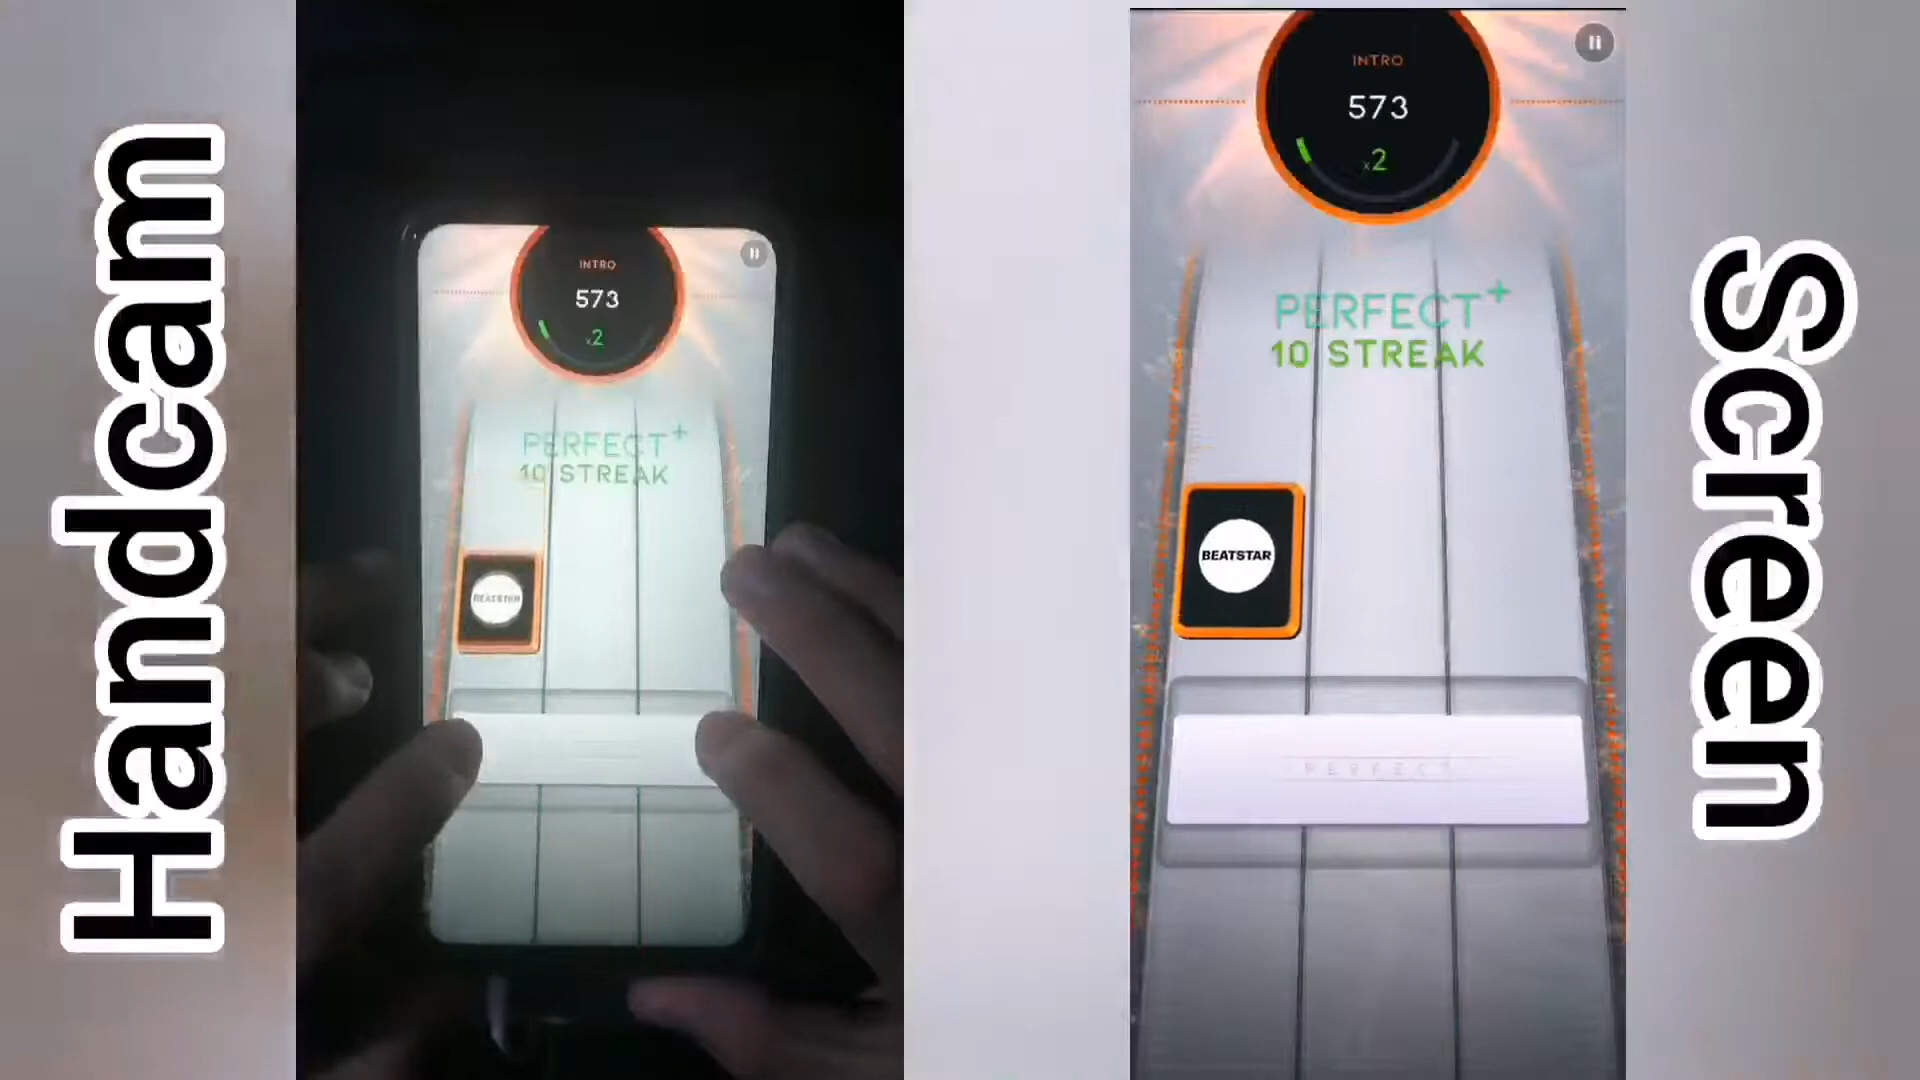 Handcam
INTRO
573
x2
PERFECT+
10 STREAK
BEATSTAR
INTRO
573
x2
PERFECT+
10 STREAK
BEATSTAR
PERFECT
Screen